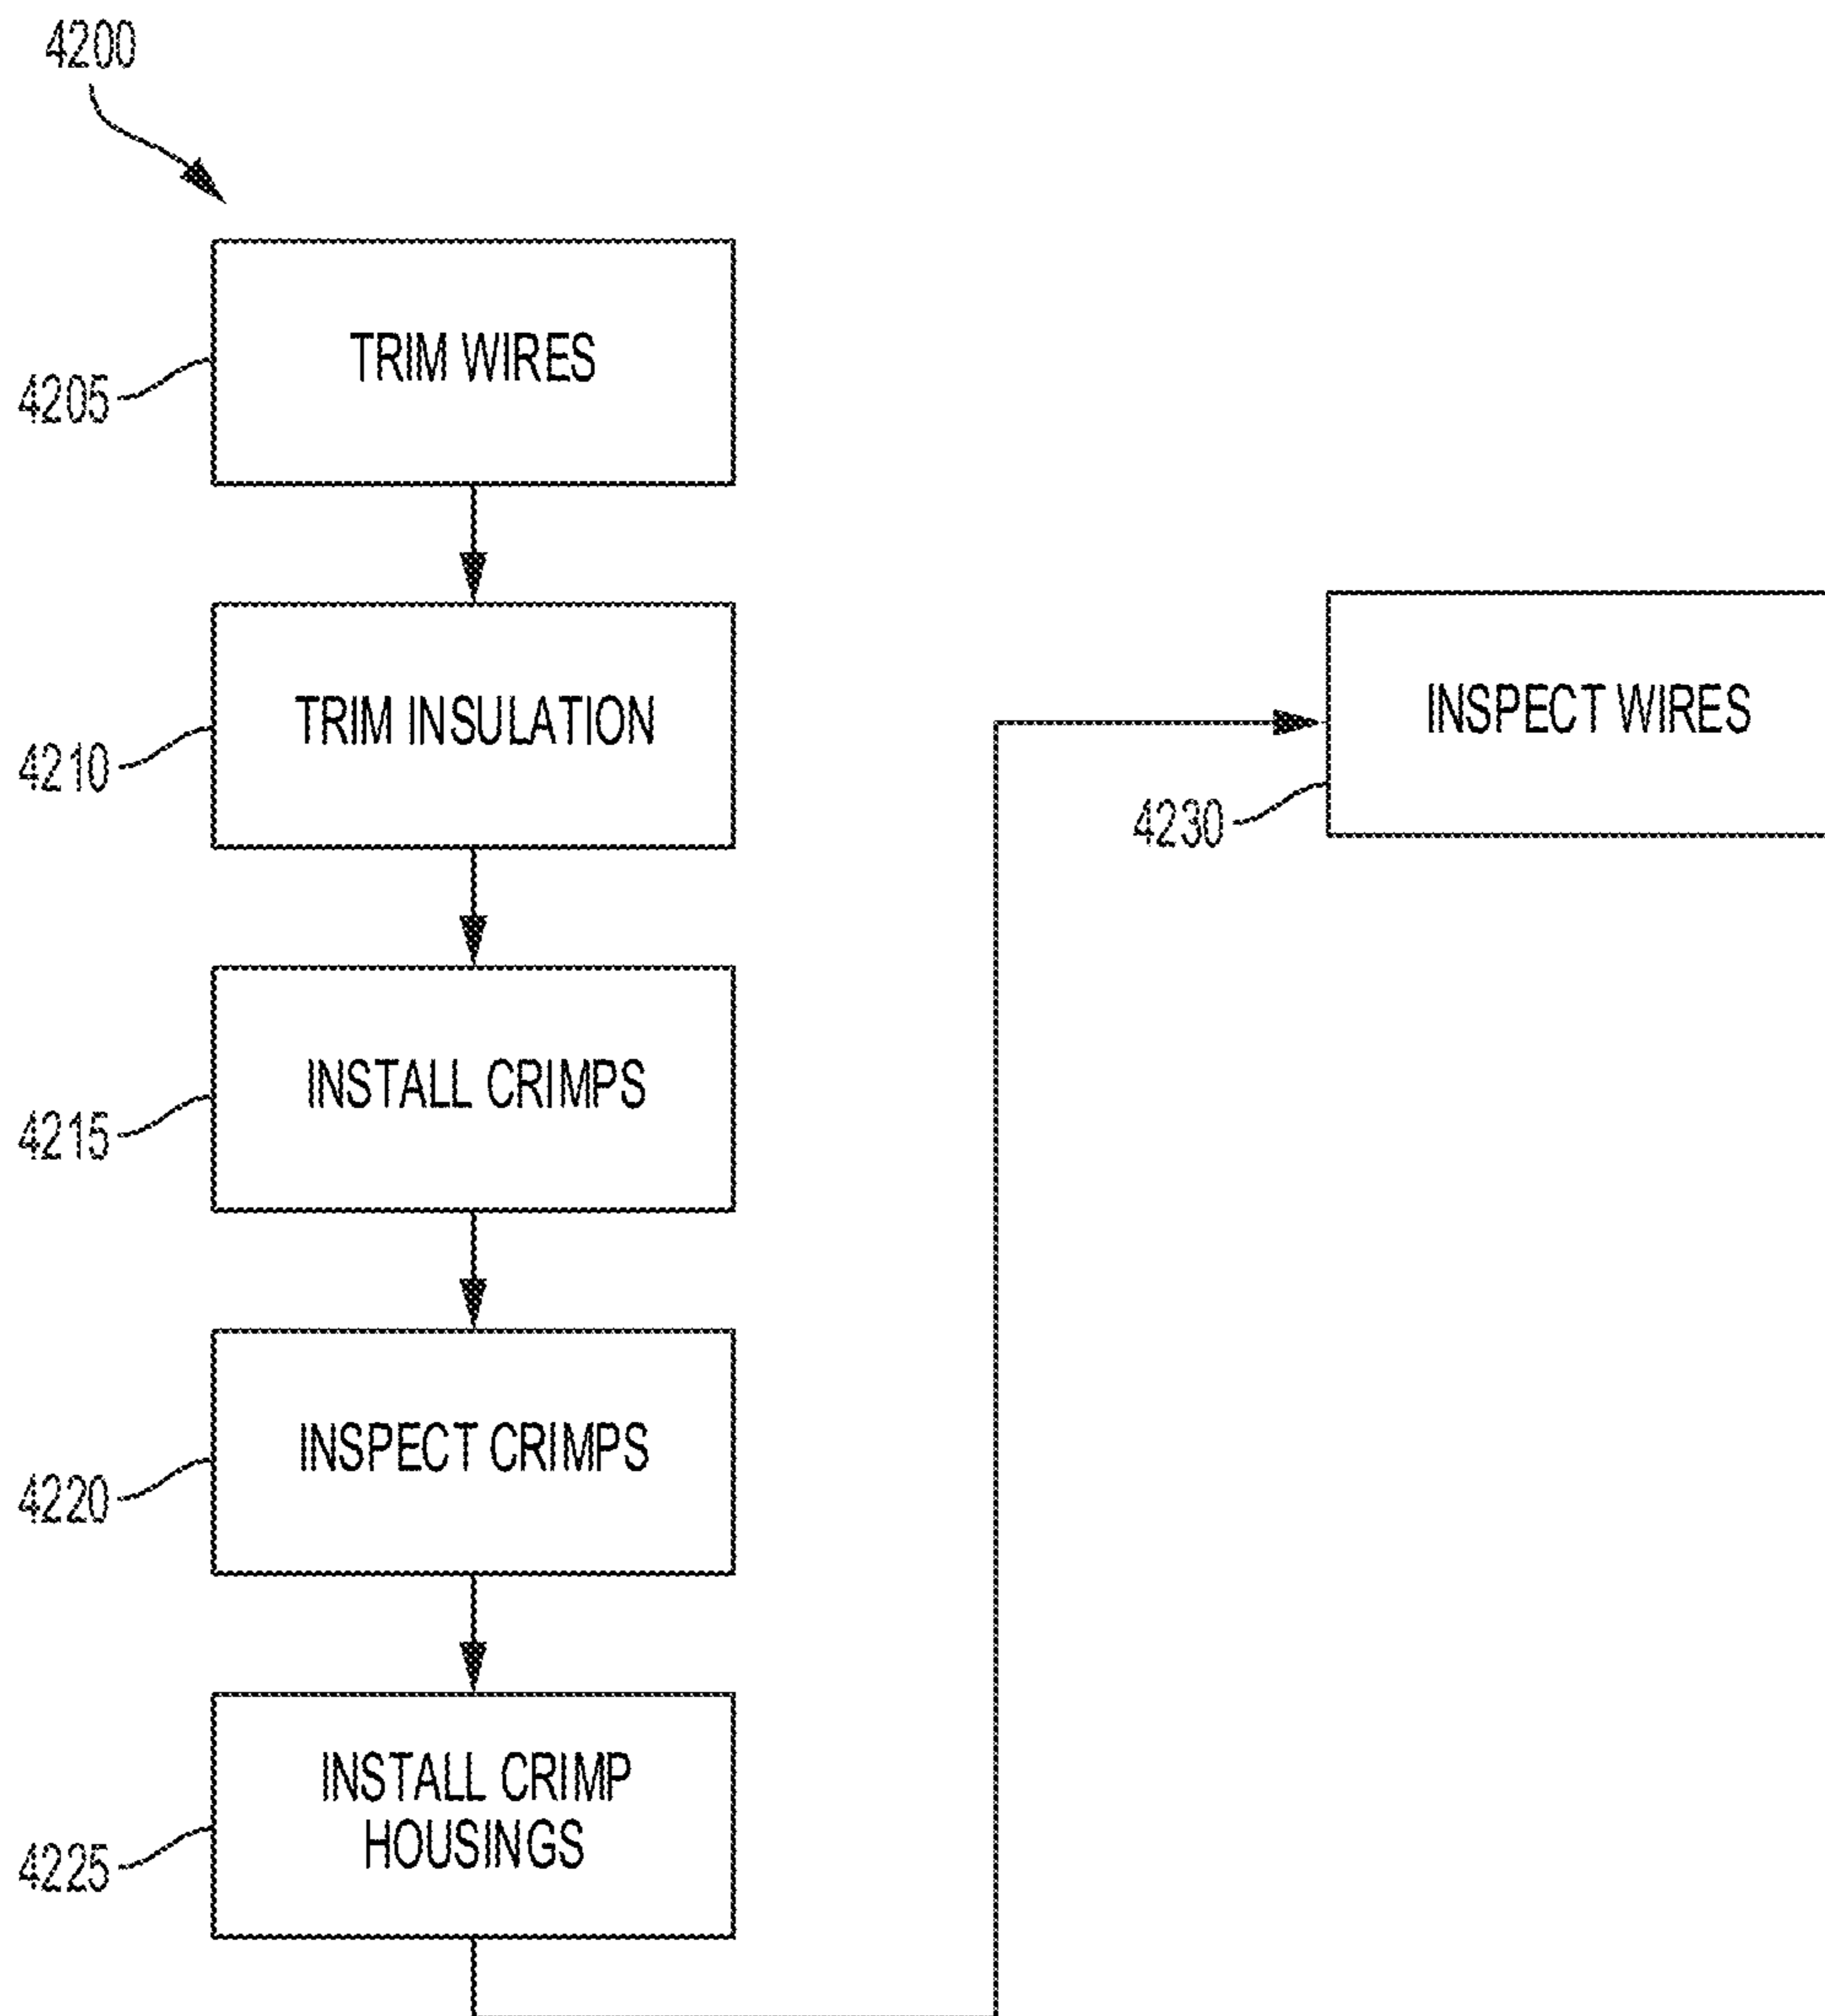 4200
TRIM WIRES
4205
TRIM INSULATION
4210
INSTALL CRIMPS
4215
INSPECT CRIMPS
4220
INSTALL CRIMP
HOUSINGS
4225
INSPECT WIRES
4230